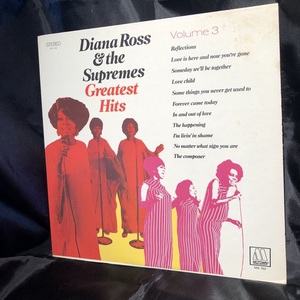 STEREO
Diana Ross
& the
Supremes
Greatest
Hits
Volume 3
Reflections
Love is here and now you're gone
Someday we'll be together
Love child
Some things you never get used to
Forever came today
In and out of love
The happening
I'm livin' in shame
No matter what sign you are
The composer